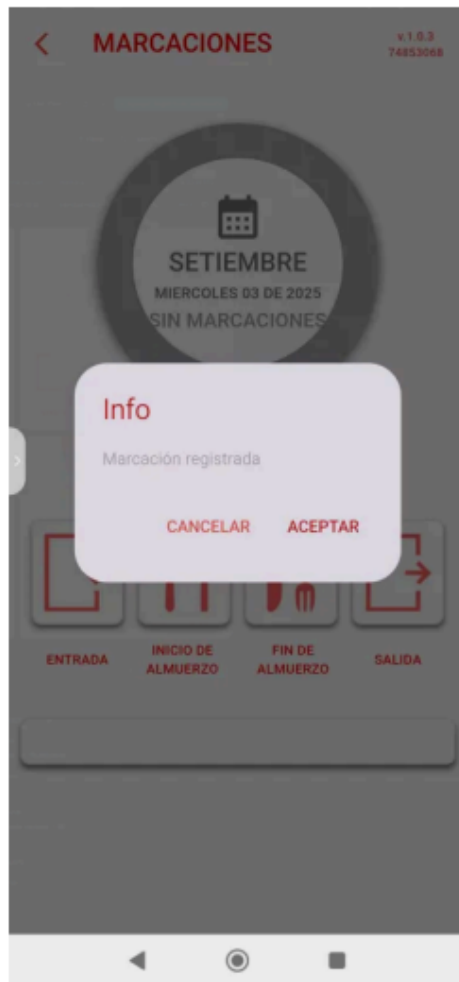 MARCACIONES
v.1.0.3
74853068
SETIEMBRE
MIERCOLES 03 DE 2025
SIN MARCACIONES
Info
Marcación registrada
CANCELAR ACEPTAR
ENTRADA
INICIO DE
ALMUERZO
FIN DE
ALMUERZO
SALIDA